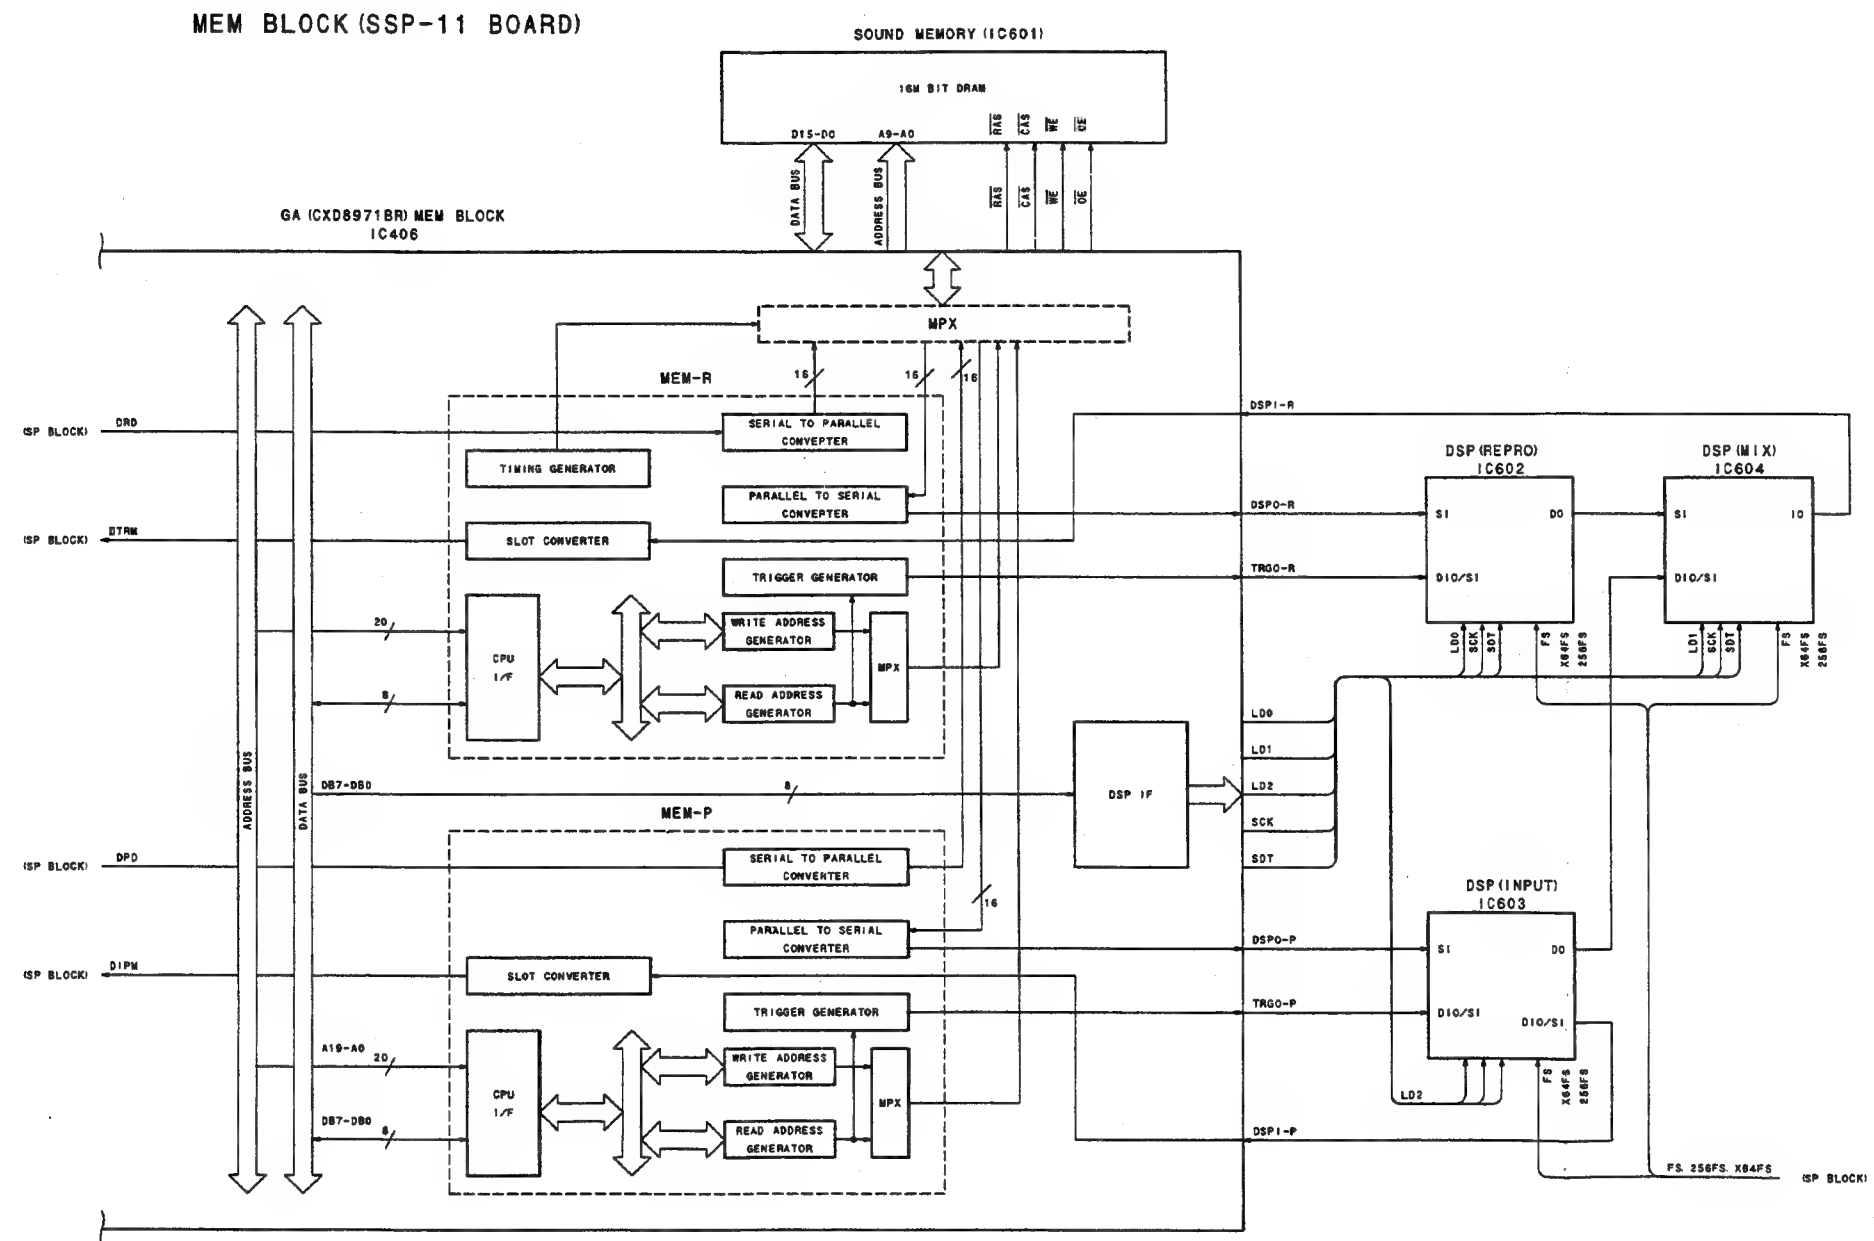 MEM BLOCK (SSP-11 BOARD)
SOUND MEMORY (IC601)
16M BIT DRAM
D15-D0
A9-A0
RAS
CAS
WE
OE
DATA BUS
ADDRESS BUS
RAS
CAS
WE
OE
GA (CXD8971BR) MEM BLOCK
IC406
MPX
MEM-R
16
16
16
(SP BLOCK)
DRD
SERIAL TO PARALLEL
CONVERTER
TIMING GENERATOR
PARALLEL TO SERIAL
CONVERTER
(SP BLOCK)
DTRM
SLOT CONVERTER
TRIGGER GENERATOR
20
CPU
I/F
WRITE ADDRESS
GENERATOR
MPX
8
READ ADDRESS
GENERATOR
DSPI-R
DSPO-R
TRGO-R
DSP (REPRO)
IC602
SI
DO
DIO/SI
LD0
SCK
SDT
FS
X64FS
256FS
DSP (MIX)
IC604
SI
IO
DIO/SI
LD1
SCK
SDT
FS
X64FS
256FS
ADDRESS BUS
DATA BUS
DB7-DB0
8
DSP IF
LD0
LD1
LD2
SCK
SDT
MEM-P
(SP BLOCK)
DPD
SERIAL TO PARALLEL
CONVERTER
16
PARALLEL TO SERIAL
CONVERTER
(SP BLOCK)
DIPM
SLOT CONVERTER
TRIGGER GENERATOR
A19-A0
20
CPU
I/F
WRITE ADDRESS
GENERATOR
MPX
DB7-DB0
8
READ ADDRESS
GENERATOR
DSPO-P
TRGO-P
DSPI-P
DSP (INPUT)
IC603
SI
DO
DIO/SI
DIO/SI
LD2
FS
X64FS
256FS
FS, 256FS, X64FS
(SP BLOCK)